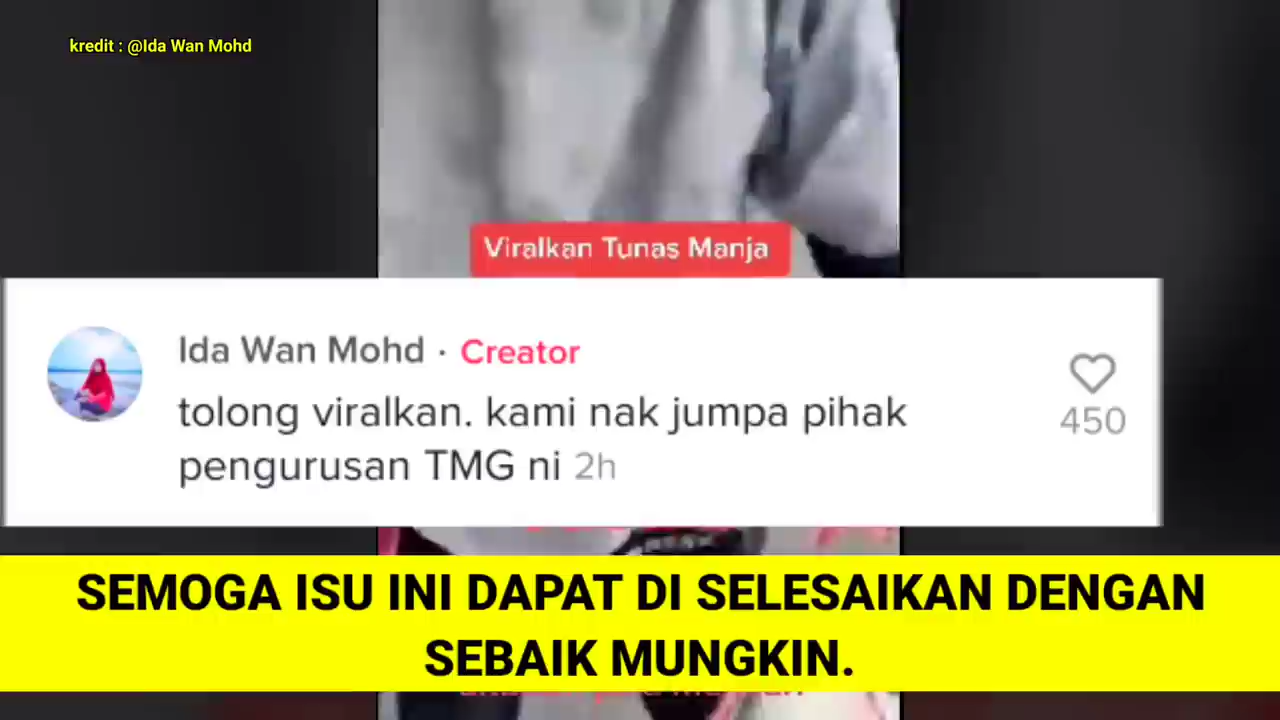 kredit : @Ida Wan Mohd
Viralkan Tunas Manja
Ida Wan Mohd · Creator
tolong viralkan. kami nak jumpa pihak
pengurusan TMG ni 2h
450
SEMOGA ISU INI DAPAT DI SELESAIKAN DENGAN
SEBAIK MUNGKIN.